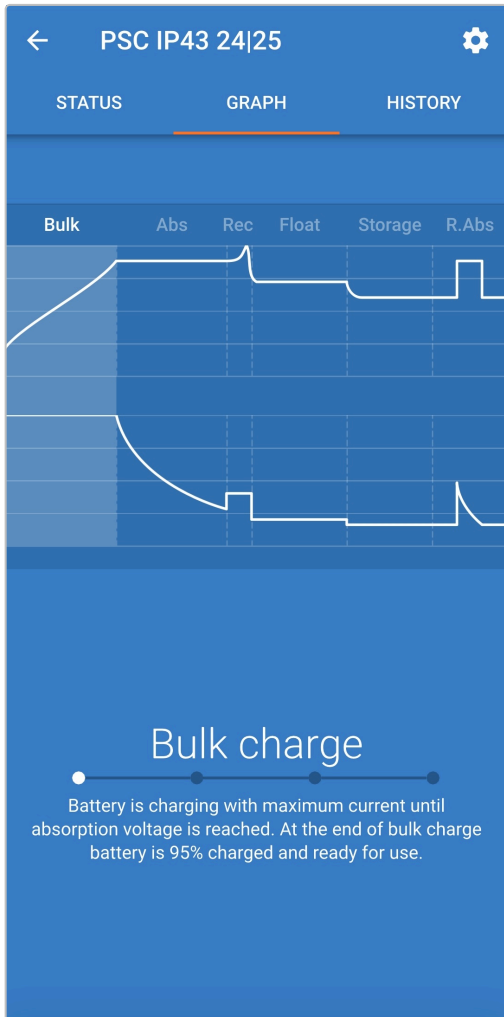 PSC IP43 24|25
STATUS GRAPH HISTORY
Bulk Abs Rec Float Storage R.Abs
Bulk charge
Battery is charging with maximum current until
absorption voltage is reached. At the end of bulk charge
battery is 95% charged and ready for use.